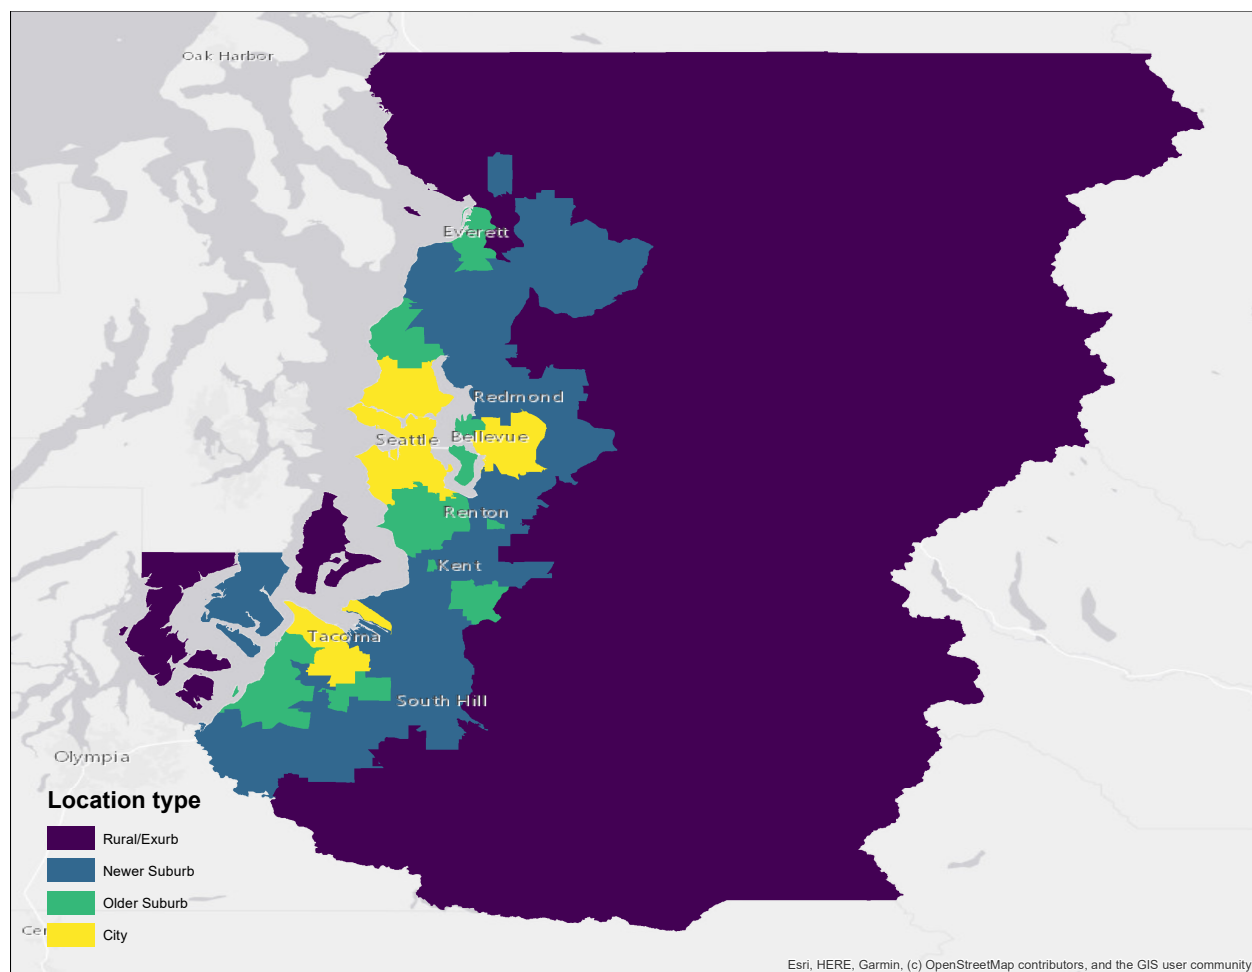 Oak Harbor
Everett
Redmond
Seattle
Bellevue
Renton
Kent
Tacoma
South Hill
Olympia
Location type
Rural/Exurb
Newer Suburb
Older Suburb
City
Cen
Esri, HERE, Garmin, (c) OpenStreetMap contributors, and the GIS user community